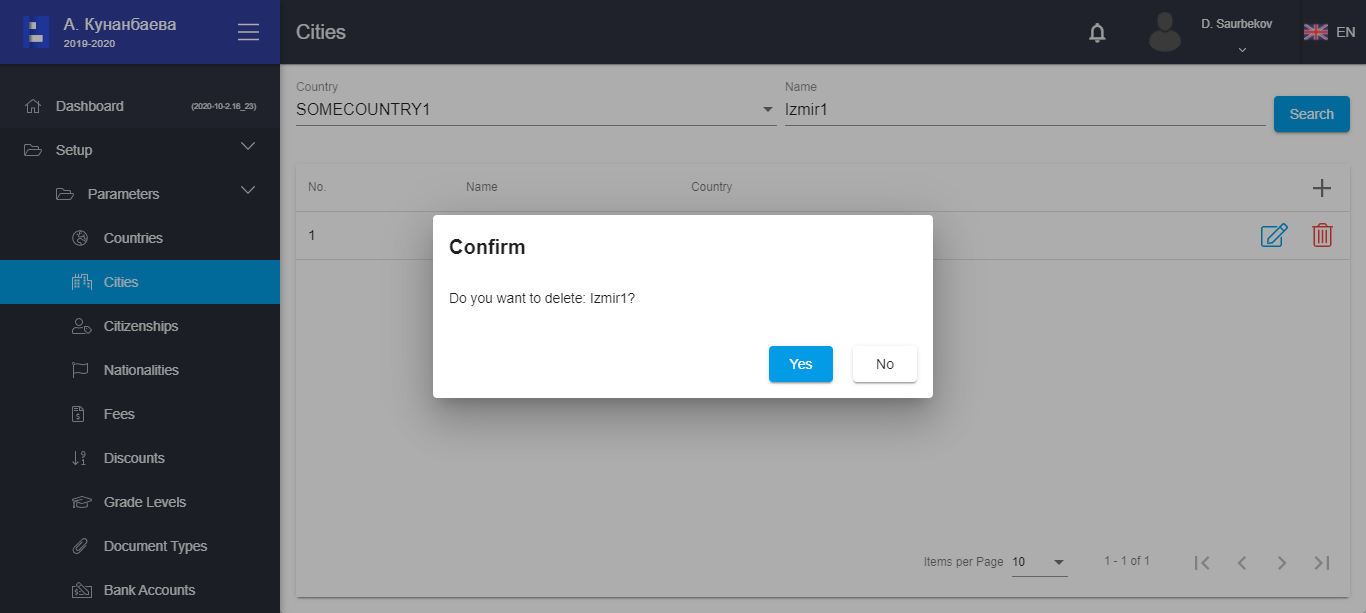 А. Кунанбаева
2019-2020
Cities
D. Saurbekov
EN
Dashboard
(2020-10-2.16_23)
Setup
Parameters
Countries
Cities
Citizenships
Nationalities
Fees
Discounts
Grade Levels
Document Types
Bank Accounts
Country
SOMECOUNTRY1
Name
Izmir1
Search
No. Name Country
1
Confirm
Do you want to delete: Izmir1?
Yes No
Items per Page 10 1 - 1 of 1